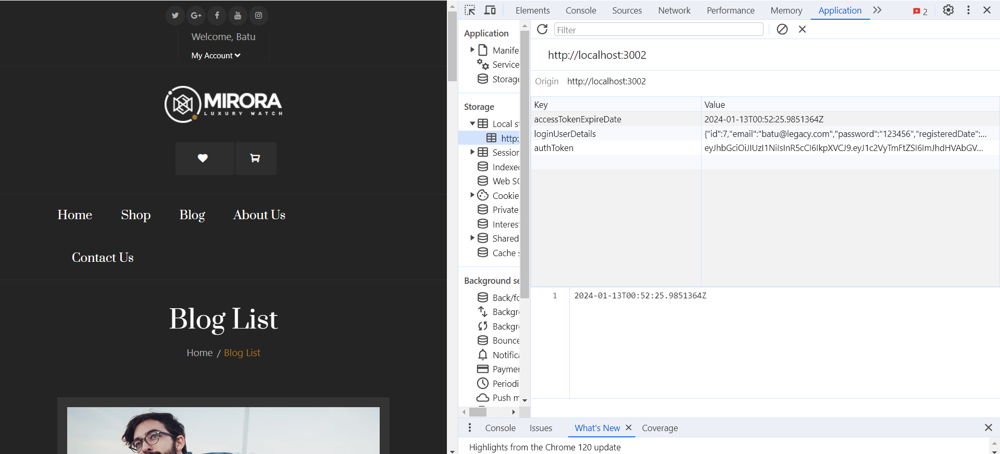 Welcome, Batu
My Account
MIRORA
LUXURY WATCH
Home Shop Blog About Us
Contact Us
Blog List
Home / Blog List
Elements Console Sources Network Performance Memory Application 2
Application
Manife
Service
Storage
Storage
Local s
http:
Session
Indexed
Web SQ
Cookie
Private
Interes
Shared
Cache s
Background se
Back/fo
Backgr
Backgr
Bounce
Notifica
Paymer
Periodi
Push m
Filter
http://localhost:3002
Origin http://localhost:3002
Key Value
accessTokenExpireDate 2024-01-13T00:52:25.9851364Z
loginUserDetails {"id":7,"email":"batu@legacy.com","password":"123456","registeredDate":...
authToken eyJhbGciOiJIUzI1NiIsInR5cCI6IkpXVCJ9.eyJ1c2VyTmFtZSI6ImJhdHVAbGV...
1 2024-01-13T00:52:25.9851364Z
Console Issues What's New Coverage
Highlights from the Chrome 120 update